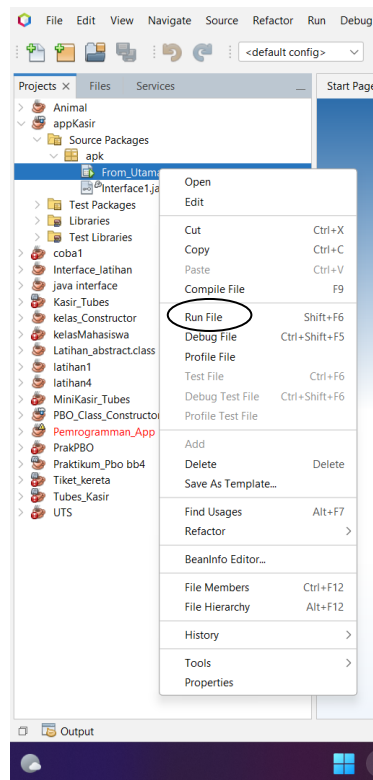 File Edit View Navigate Source Refactor Run Debug
<default config>
Projects Files Services
Start Page
Animal
appKasir
Source Packages
apk
From_Utama
Interface1.ja
Test Packages
Libraries
Test Libraries
coba1
Interface_latihan
java interface
Kasir_Tubes
kelas_Constructor
kelasMahasiswa
Latihan_abstract.class
latihan1
latihan4
MiniKasir_Tubes
PBO_Class_Constructor
Pemrogramman_App
PrakPBO
Praktikum_Pbo bb4
Tiket_kereta
Tubes_Kasir
UTS
Open
Edit
Cut Ctrl+X
Copy Ctrl+C
Paste Ctrl+V
Compile File F9
Run File Shift+F6
Debug File Ctrl+Shift+F5
Profile File
Test File Ctrl+F6
Debug Test File Ctrl+Shift+F6
Profile Test File
Add
Delete Delete
Save As Template...
Find Usages Alt+F7
Refactor
BeanInfo Editor...
File Members Ctrl+F12
File Hierarchy Alt+F12
History
Tools
Properties
Output